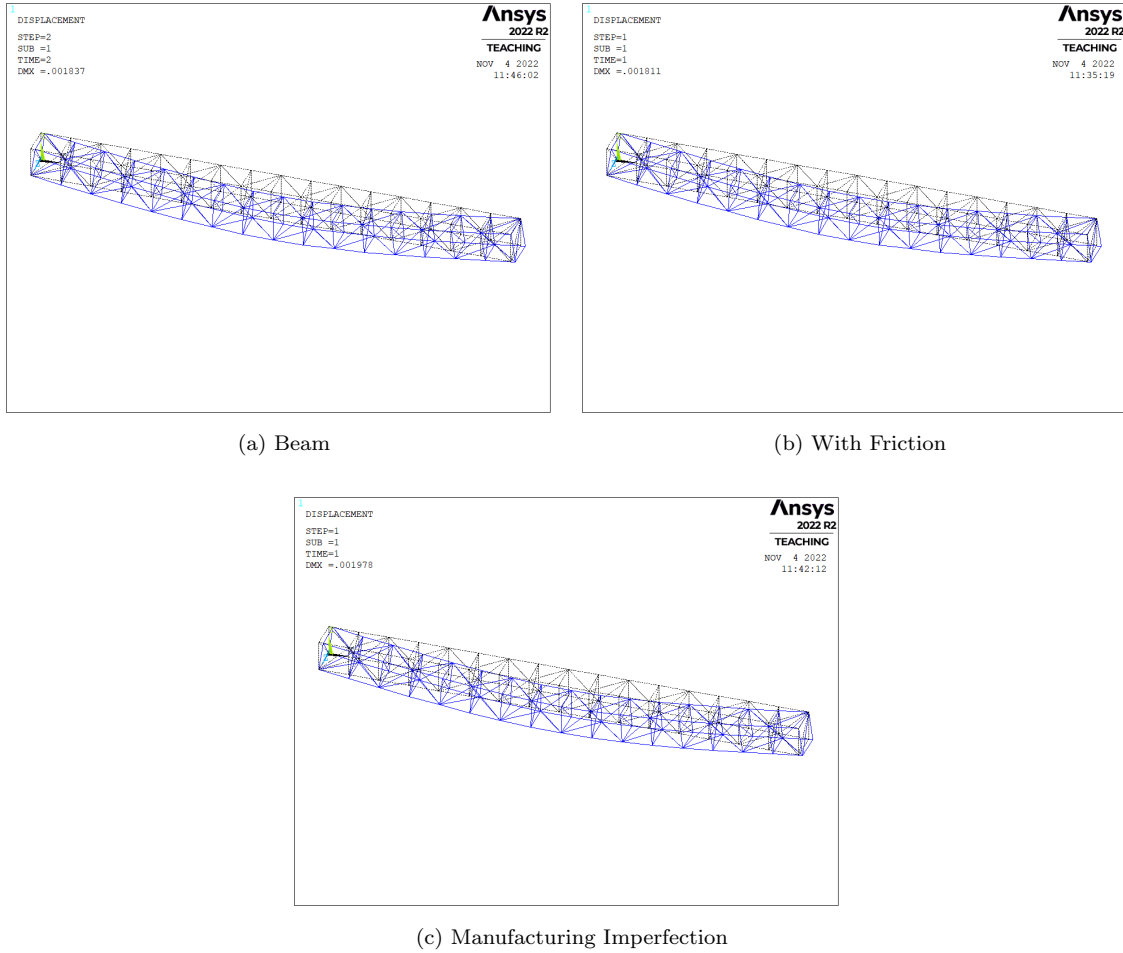 1
DISPLACEMENT
STEP=2
SUB =1
TIME=2
DMX =.001837
Ansys
2022 R2
TEACHING
NOV 4 2022
11:46:02
(a) Beam
1
DISPLACEMENT
STEP=1
SUB =1
TIME=1
DMX =.001811
Ansys
2022 R2
TEACHING
NOV 4 2022
11:35:19
(b) With Friction
1
DISPLACEMENT
STEP=1
SUB =1
TIME=1
DMX =.001978
Ansys
2022 R2
TEACHING
NOV 4 2022
11:42:12
(c) Manufacturing Imperfection